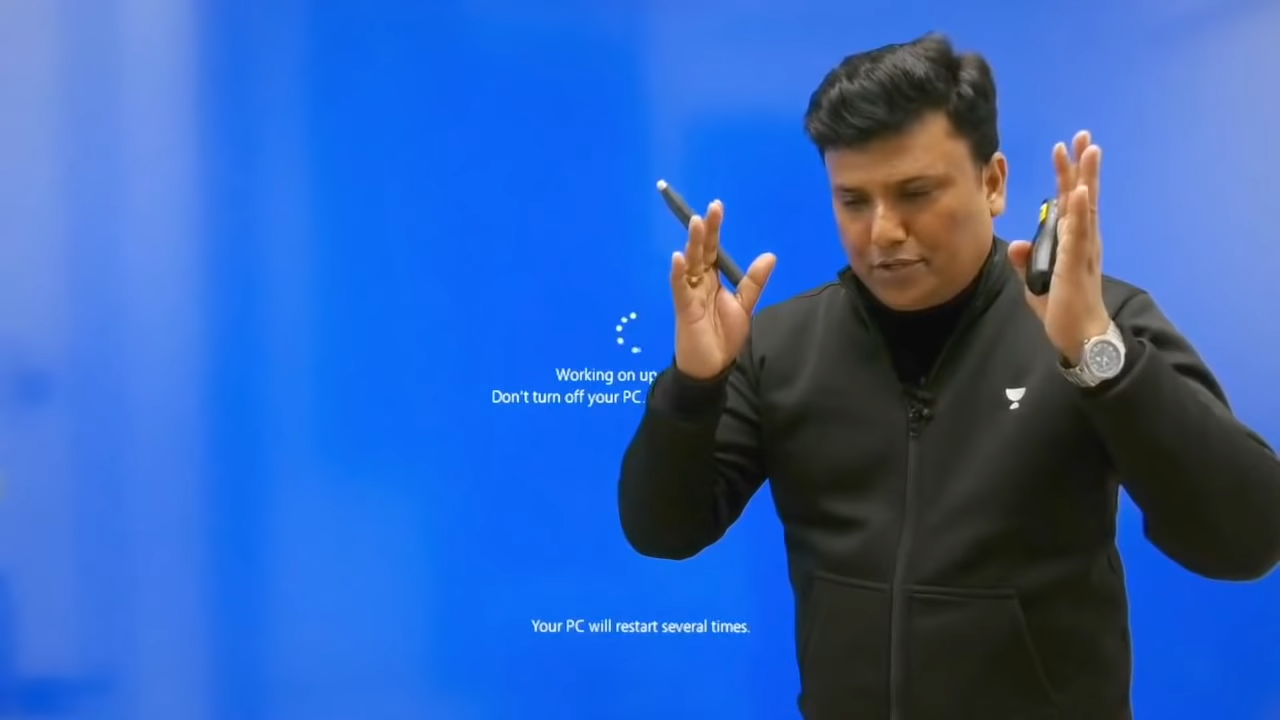 Working on up
Don't turn off your PC.
Your PC will restart several times.